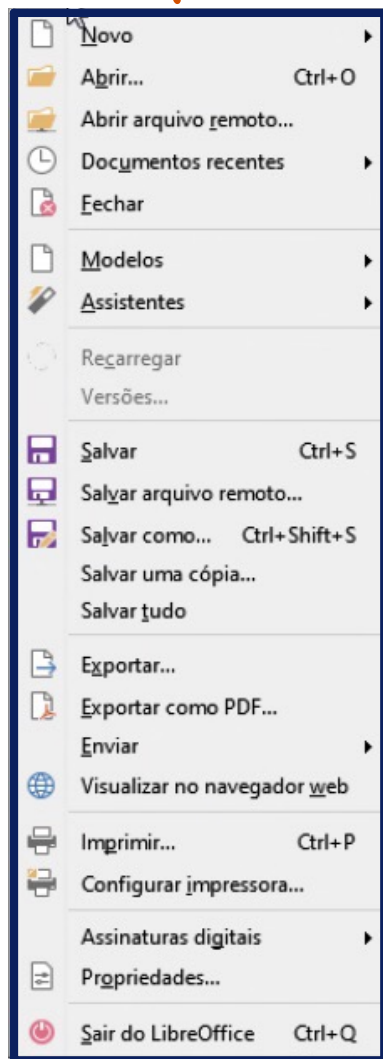 Novo
Abrir... Ctrl+O
Abrir arquivo remoto...
Documentos recentes
Fechar
Modelos
Assistentes
Recarregar
Versões...
Salvar Ctrl+S
Salvar arquivo remoto...
Salvar como... Ctrl+Shift+S
Salvar uma cópia...
Salvar tudo
Exportar...
Exportar como PDF...
Enviar
Visualizar no navegador web
Imprimir... Ctrl+P
Configurar impressora...
Assinaturas digitais
Propriedades...
Sair do LibreOffice Ctrl+Q